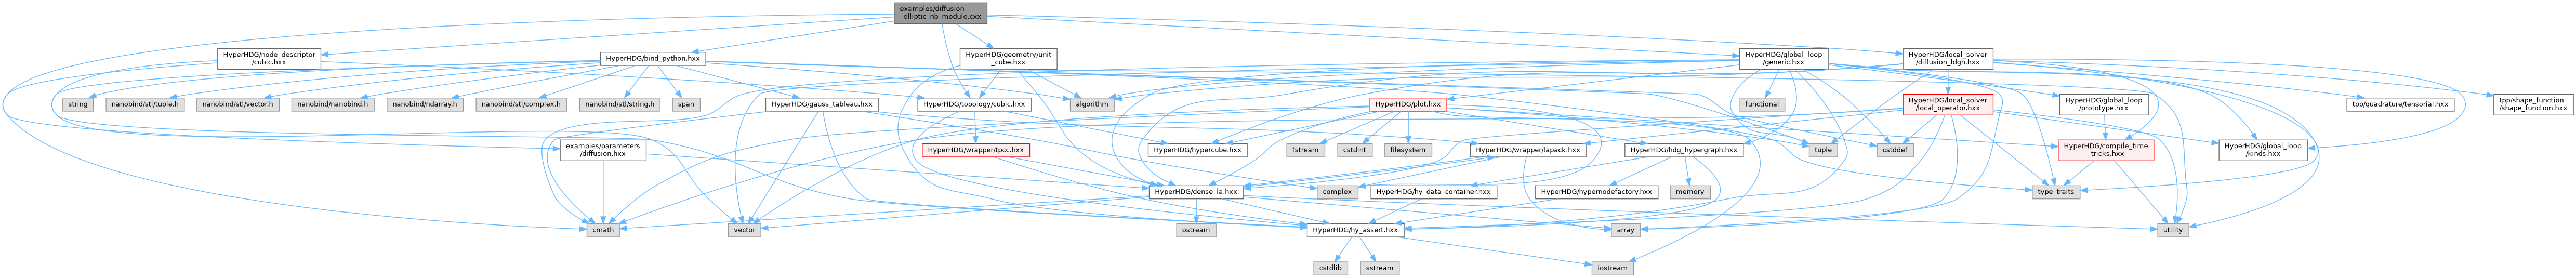 examples/diffusion
_elliptic_nb_module.cxx
HyperHDG/node_descriptor
/cubic.hxx
HyperHDG/bind_python.hxx
HyperHDG/geometry/unit
_cube.hxx
HyperHDG/global_loop
/generic.hxx
HyperHDG/local_solver
/diffusion_ldgh.hxx
string
nanobind/stl/tuple.h
nanobind/stl/vector.h
nanobind/nanobind.h
nanobind/ndarray.h
nanobind/stl/complex.h
nanobind/stl/string.h
span
HyperHDG/gauss_tableau.hxx
HyperHDG/topology/cubic.hxx
algorithm
functional
HyperHDG/plot.hxx
HyperHDG/local_solver
/local_operator.hxx
HyperHDG/global_loop
/prototype.hxx
tpp/quadrature/tensorial.hxx
tpp/shape_function
/shape_function.hxx
examples/parameters
/diffusion.hxx
HyperHDG/wrapper/tpcc.hxx
HyperHDG/hypercube.hxx
fstream
cstdint
filesystem
HyperHDG/wrapper/lapack.hxx
HyperHDG/hdg_hypergraph.hxx
tuple
cstddef
HyperHDG/compile_time
_tricks.hxx
HyperHDG/global_loop
/kinds.hxx
HyperHDG/dense_la.hxx
complex
HyperHDG/hy_data_container.hxx
HyperHDG/hypernodefactory.hxx
memory
type_traits
cmath
vector
ostream
HyperHDG/hy_assert.hxx
array
utility
cstdlib
sstream
iostream